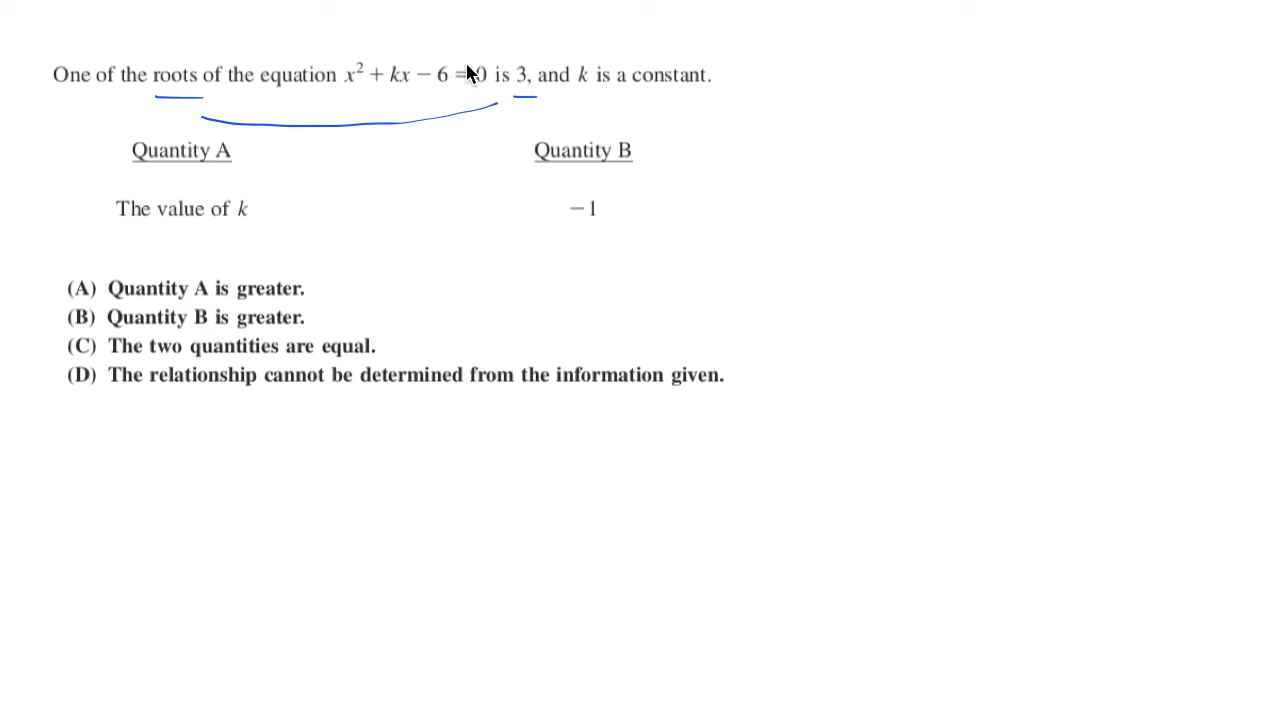 One of the roots of the equation x² + kx − 6 = 0 is 3, and k is a constant.
Quantity A Quantity B
The value of k −1
(A) Quantity A is greater.
(B) Quantity B is greater.
(C) The two quantities are equal.
(D) The relationship cannot be determined from the information given.